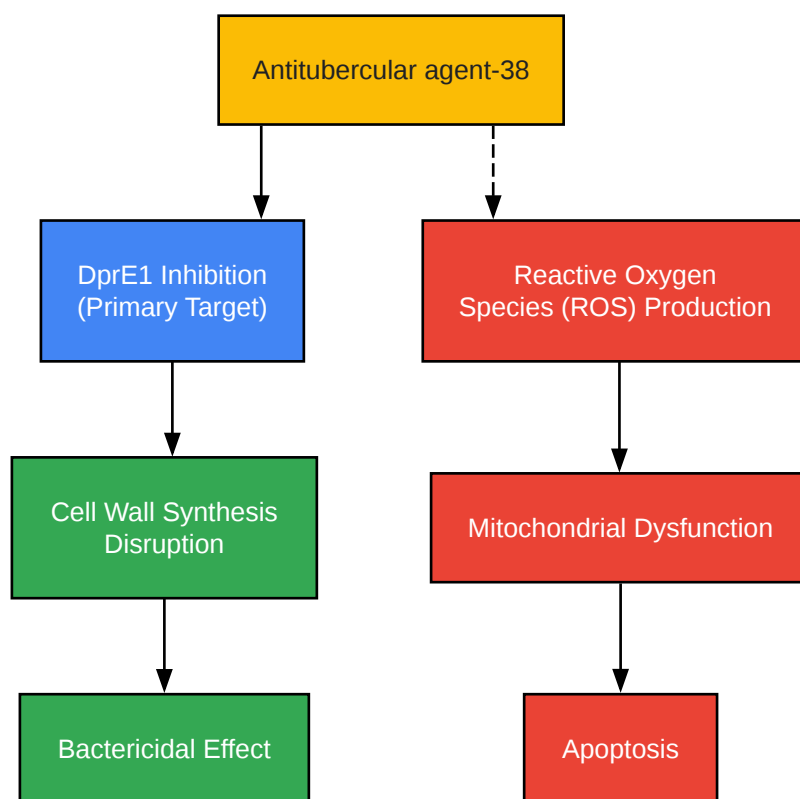 Antitubercular agent-38
DprE1 Inhibition
(Primary Target)
Reactive Oxygen
Species (ROS) Production
Cell Wall Synthesis
Disruption
Mitochondrial Dysfunction
Bactericidal Effect
Apoptosis